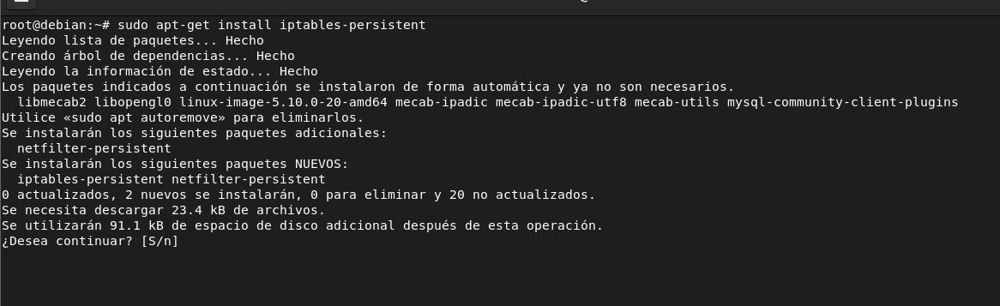 root@debian:~# sudo apt-get install iptables-persistent
Leyendo lista de paquetes... Hecho
Creando árbol de dependencias... Hecho
Leyendo la información de estado... Hecho
Los paquetes indicados a continuación se instalaron de forma automática y ya no son necesarios.
  libmecab2 libopengl0 linux-image-5.10.0-20-amd64 mecab-ipadic mecab-ipadic-utf8 mecab-utils mysql-community-client-plugins
Utilice «sudo apt autoremove» para eliminarlos.
Se instalarán los siguientes paquetes adicionales:
  netfilter-persistent
Se instalarán los siguientes paquetes NUEVOS:
  iptables-persistent netfilter-persistent
0 actualizados, 2 nuevos se instalarán, 0 para eliminar y 20 no actualizados.
Se necesita descargar 23.4 kB de archivos.
Se utilizarán 91.1 kB de espacio de disco adicional después de esta operación.
¿Desea continuar? [S/n]